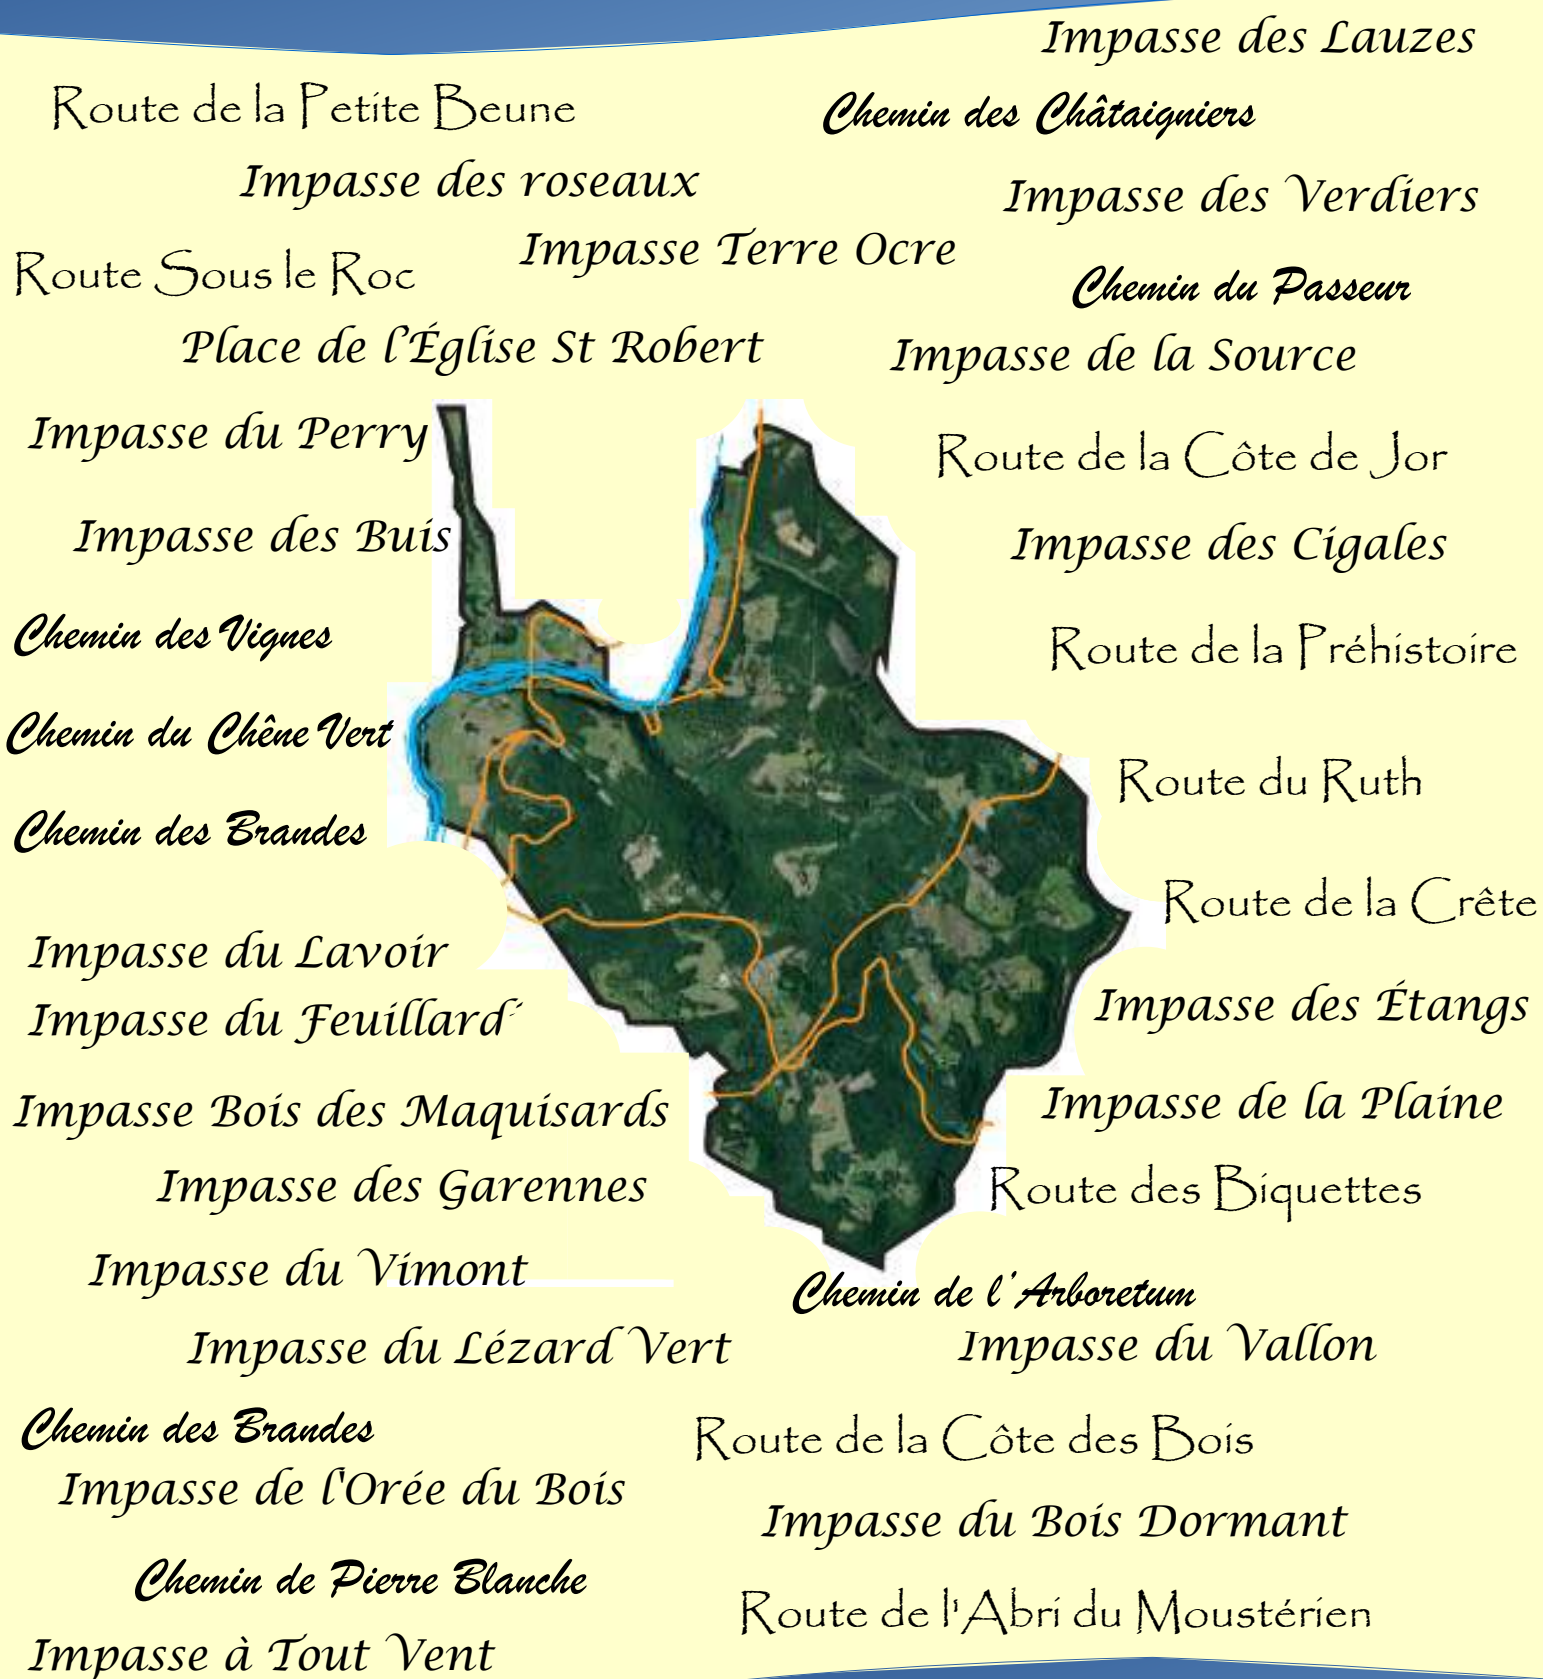 Impasse des Lauzes
Route de la Petite Beune
Chemin des Châtaigniers
Impasse des roseaux
Impasse des Verdiers
Impasse Terre Ocre
Route Sous le Roc
Chemin du Passeur
Place de l'Église St Robert
Impasse de la Source
Impasse du Perry
Route de la Côte de Jor
Impasse des Buis
Impasse des Cigales
Chemin des Vignes
Route de la Préhistoire
Chemin du Chêne Vert
Route du Ruth
Chemin des Brandes
Route de la Crête
Impasse du Lavoir
Impasse des Étangs
Impasse du Feuillard
Impasse Bois des Maquisards
Impasse de la Plaine
Impasse des Garennes
Route des Biquettes
Impasse du Vimont
Chemin de l'Arboretum
Impasse du Lézard Vert
Impasse du Vallon
Chemin des Brandes
Route de la Côte des Bois
Impasse de l'Orée du Bois
Impasse du Bois Dormant
Chemin de Pierre Blanche
Route de l'Abri du Moustérien
Impasse à Tout Vent